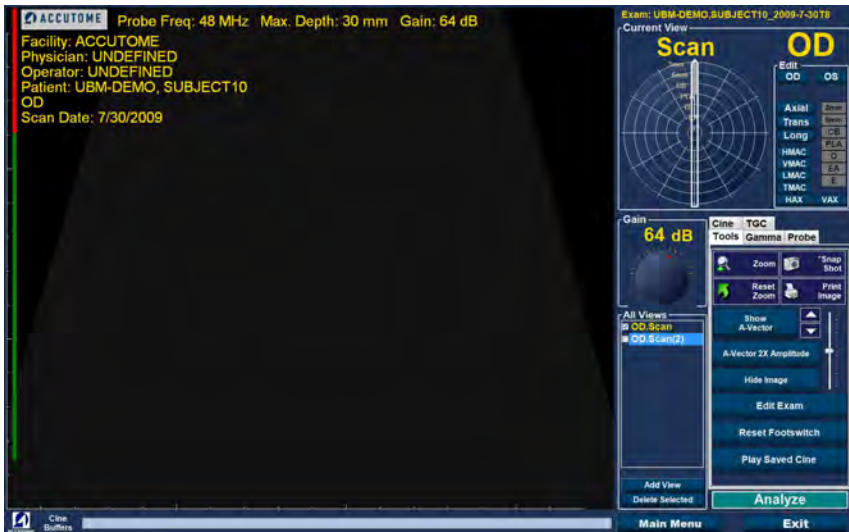 ACCUTOME Probe Freq: 48 MHz Max. Depth: 30 mm Gain: 64 dB
Facility: ACCUTOME
Physician: UNDEFINED
Operator: UNDEFINED
Patient: UBM-DEMO, SUBJECT10
OD
Scan Date: 7/30/2009
Exam: UBM-DEMO,SUBJECT10_2009-7-30T8
Current View
Scan OD
Edit
OD OS
Axial
Trans
Long CB
HMAC PLA
VMAC O
LMAC EA
TMAC E
HAX VAX
Gain
64 dB
Cine TGC
Tools Gamma Probe
Zoom *Snap Shot
Reset Zoom Print Image
Show A-Vector
A-Vector 2X Amplitude
Hide Image
Edit Exam
Reset Footswitch
Play Saved Cine
All Views
OD.Scan
OD.Scan(2)
Add View
Delete Selected
Analyze
Cine Buffers
Main Menu Exit